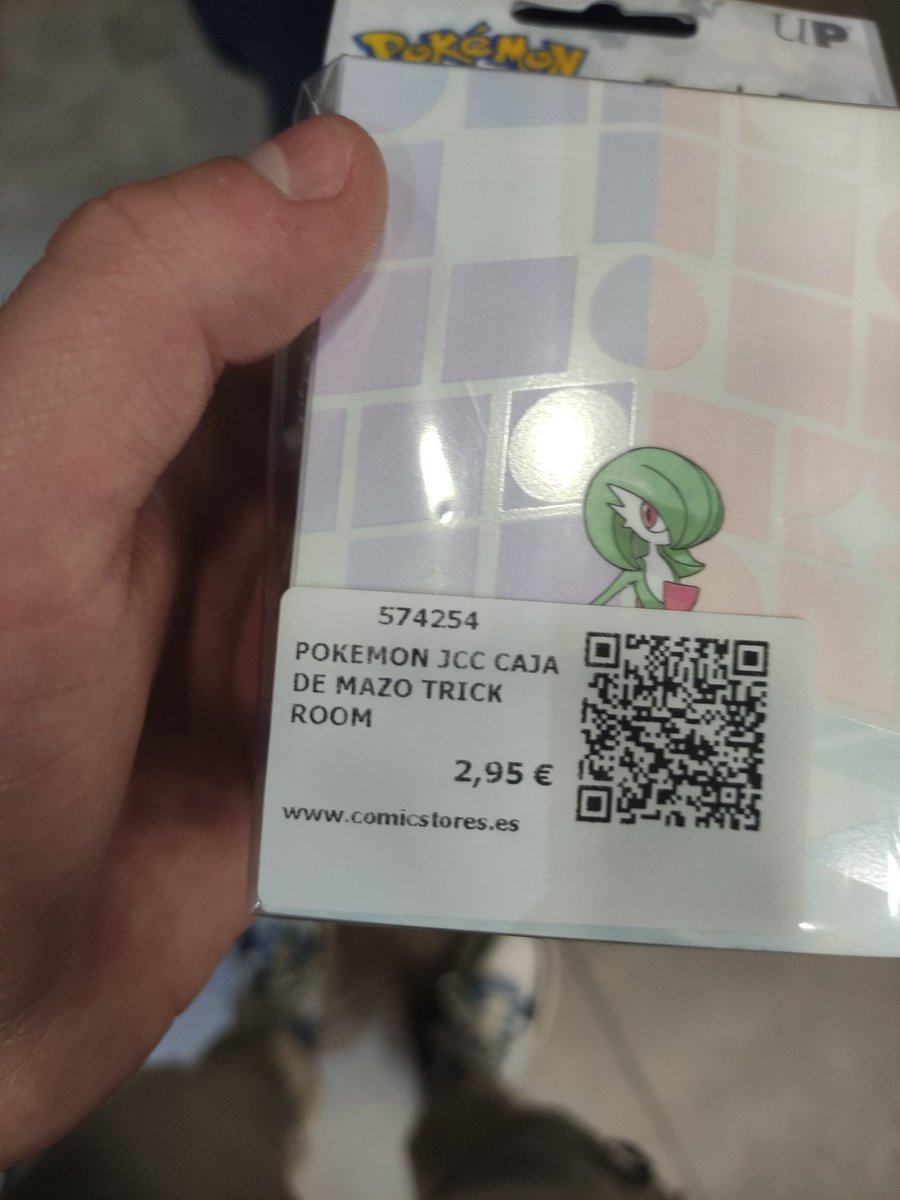 POKéMON
UP
574254
POKEMON JCC CAJA
DE MAZO TRICK
ROOM
2,95 €
www.comicstores.es